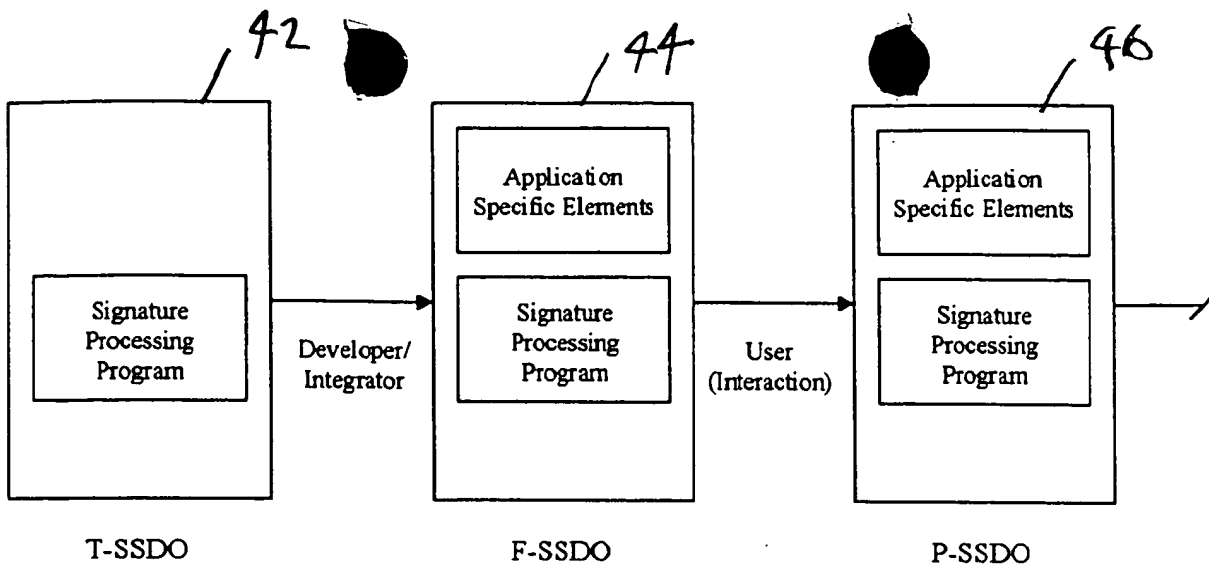 42
44
46
Application
Specific Elements
Application
Specific Elements
Signature
Processing
Program
Developer/
Integrator
Signature
Processing
Program
User
(Interaction)
Signature
Processing
Program
T-SSDO
F-SSDO
P-SSDO